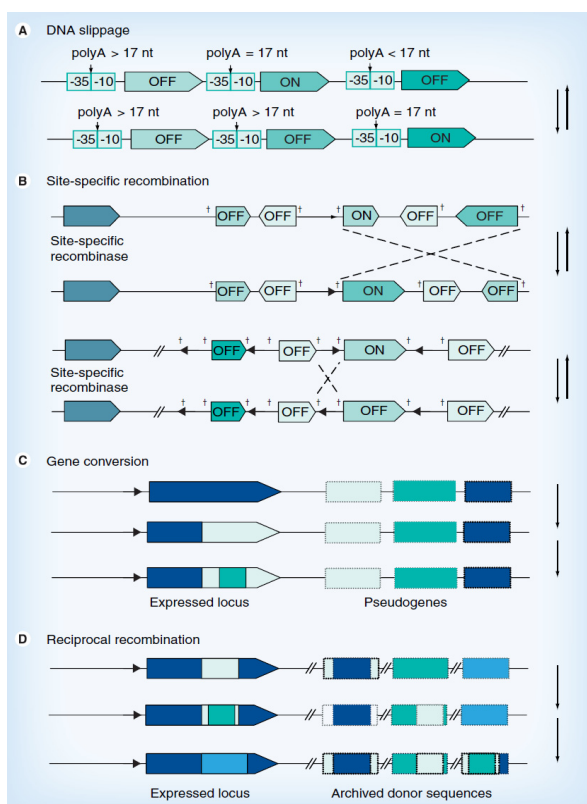 A DNA slippage
polyA > 17 nt polyA = 17 nt polyA < 17 nt
-35 -10 OFF -35 -10 ON -35 -10 OFF
polyA > 17 nt polyA > 17 nt polyA = 17 nt
-35 -10 OFF -35 -10 OFF -35 -10 ON
B Site-specific recombination
† † † † †
OFF OFF ON OFF OFF
Site-specific
recombinase
† † † † †
OFF OFF ON OFF OFF
† † † † † †
OFF OFF ON OFF
Site-specific
recombinase
† † † † † †
OFF OFF OFF OFF
C Gene conversion
Expressed locus Pseudogenes
D Reciprocal recombination
Expressed locus Archived donor sequences